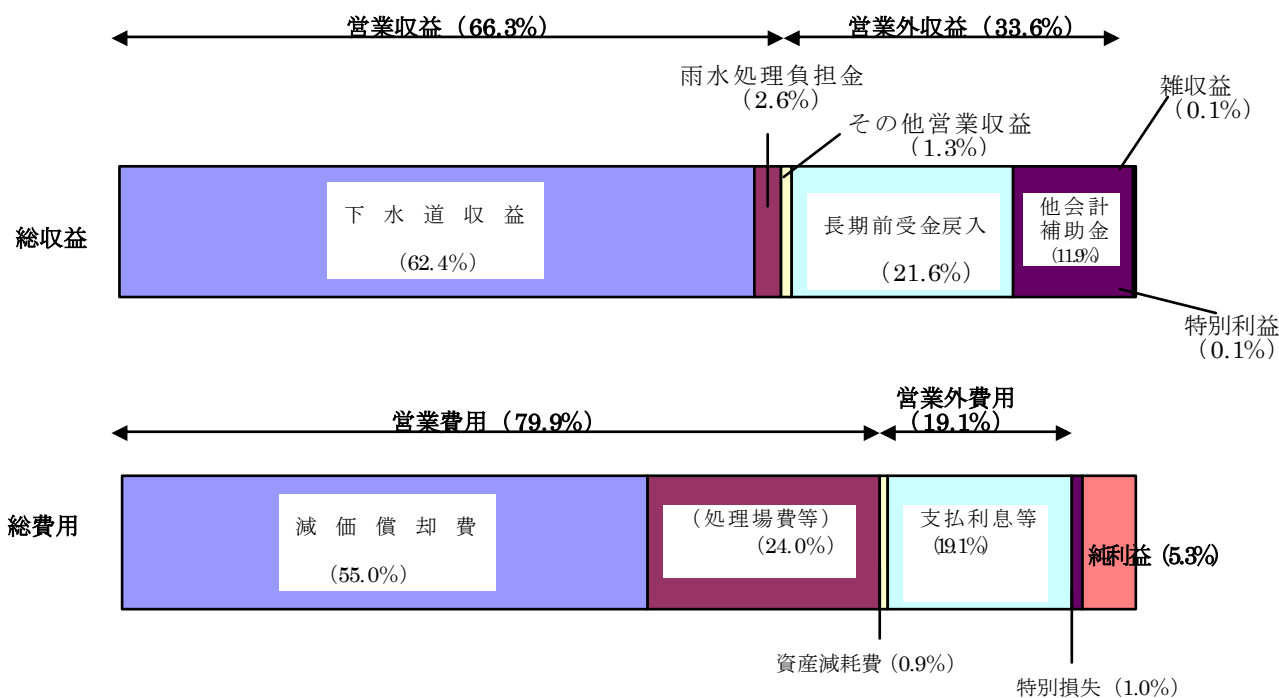 営業収益（66.3%）
営業外収益（33.6%）
雨水処理負担金
（2.6%）
雑収益
（0.1%）
その他営業収益
（1.3%）
総収益
下水道収益
（62.4%）
長期前受金戻入
（21.6%）
他会計
補助金
（11.9%）
特別利益
（0.1%）
営業費用（79.9%）
営業外費用
（19.1%）
総費用
減価償却費
（55.0%）
（処理場費等）
（24.0%）
支払利息等
（19.1%）
純利益（5.3%）
資産減耗費（0.9%）
特別損失（1.0%）